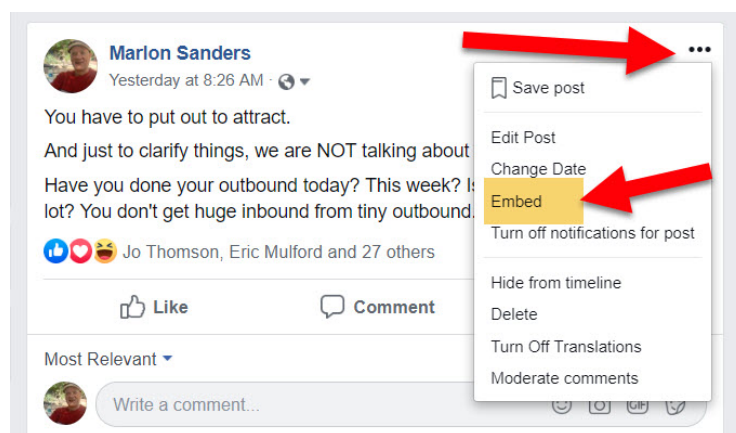 Marlon Sanders
Yesterday at 8:26 AM ·
You have to put out to attract.
And just to clarify things, we are NOT talking about
Have you done your outbound today? This week?
lot? You don't get huge inbound from tiny outbound.
Jo Thomson, Eric Mulford and 27 others
Like
Comment
Most Relevant
Write a comment...
GIF
Save post
Edit Post
Change Date
Embed
Turn off notifications for post
Hide from timeline
Delete
Turn Off Translations
Moderate comments